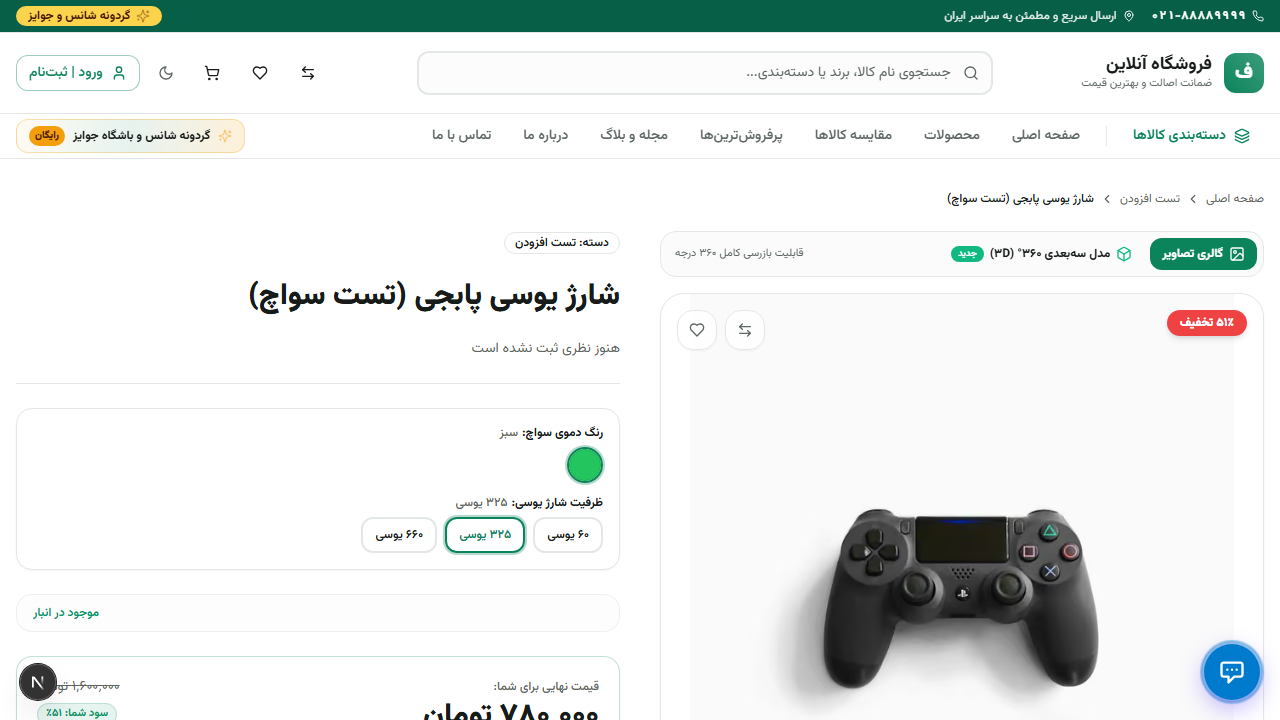 ۰۲۱-۸۸۸۸۹۹۹۹
ارسال سریع و مطمئن به سراسر ایران
گردونه شانس و جوایز
ف
فروشگاه آنلاین
ضمانت اصالت و بهترین قیمت
جستجوی نام کالا، برند یا دسته‌بندی...
ورود | ثبت‌نام
دسته‌بندی کالاها
صفحه اصلی
محصولات
مقایسه کالاها
پرفروش‌ترین‌ها
مجله و بلاگ
درباره ما
تماس با ما
گردونه شانس و باشگاه جوایز
رایگان
صفحه اصلی
تست افزودن
شارژ یوسی پابجی (تست سواچ)
گالری تصاویر
مدل سه‌بعدی ۳۶۰° (3D)
جدید
قابلیت بازرسی کامل ۳۶۰ درجه
۵۱٪ تخفیف
دسته: تست افزودن
شارژ یوسی پابجی (تست سواچ)
هنوز نظری ثبت نشده است
رنگ دموی سواچ: سبز
ظرفیت شارژ یوسی: ۳۲۵ یوسی
۶۰ یوسی
۳۲۵ یوسی
۶۶۰ یوسی
موجود در انبار
قیمت نهایی برای شما:
۱,۶۰۰,۰۰۰
سود شما: ۵۱٪
۷۸۰,۰۰۰ تومان
N